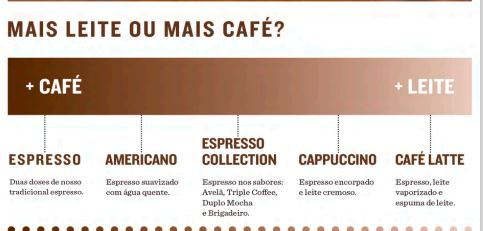 MAIS LEITE OU MAIS CAFÉ?
+ CAFÉ
+ LEITE
ESPRESSO
Duas doses de nosso
tradicional espresso.
AMERICANO
Espresso suavizado
com água quente.
ESPRESSO
COLLECTION
Espresso nos sabores:
Avelã, Triple Coffee,
Duplo Mocha
e Brigadeiro.
CAPPUCCINO
Espresso encorpado
e leite cremoso.
CAFÉ LATTE
Espresso, leite
vaporizado e
espuma de leite.